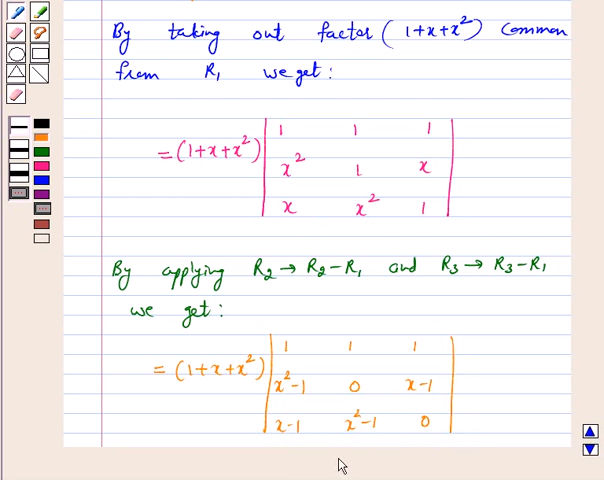 By taking out factor (1+x+x²) common
from R₁ we get:
= (1+x+x²) | 1 1 1 |
| x² 1 x |
| x x² 1 |
By applying R₂ → R₂-R₁ and R₃ → R₃-R₁
we get:
= (1+x+x²) | 1 1 1 |
| x²-1 0 x-1 |
| x-1 x²-1 0 |